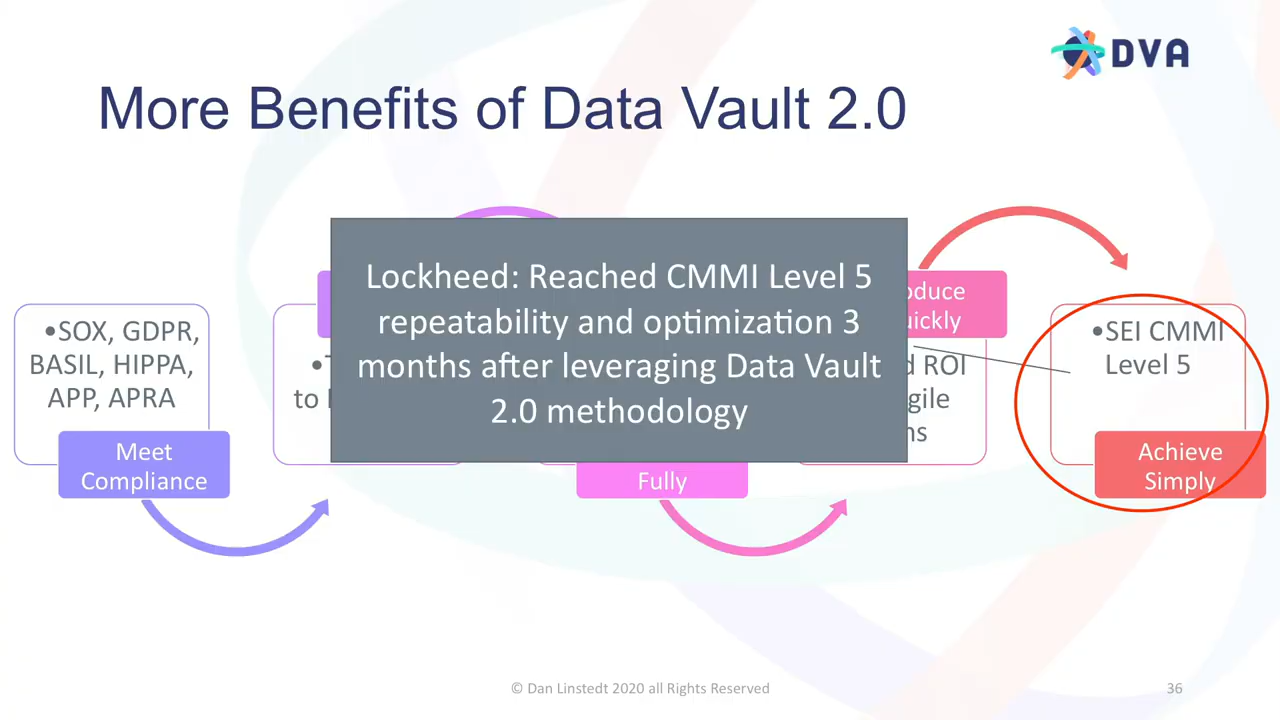 DVA
More Benefits of Data Vault 2.0
•SOX, GDPR,
BASIL, HIPPA,
APP, APRA
Meet
Compliance
to
Lockheed: Reached CMMI Level 5
repeatability and optimization 3
months after leveraging Data Vault
2.0 methodology
Fully
ROI
•SEI CMMI
Level 5
Achieve
Simply
© Dan Linstedt 2020 all Rights Reserved
36